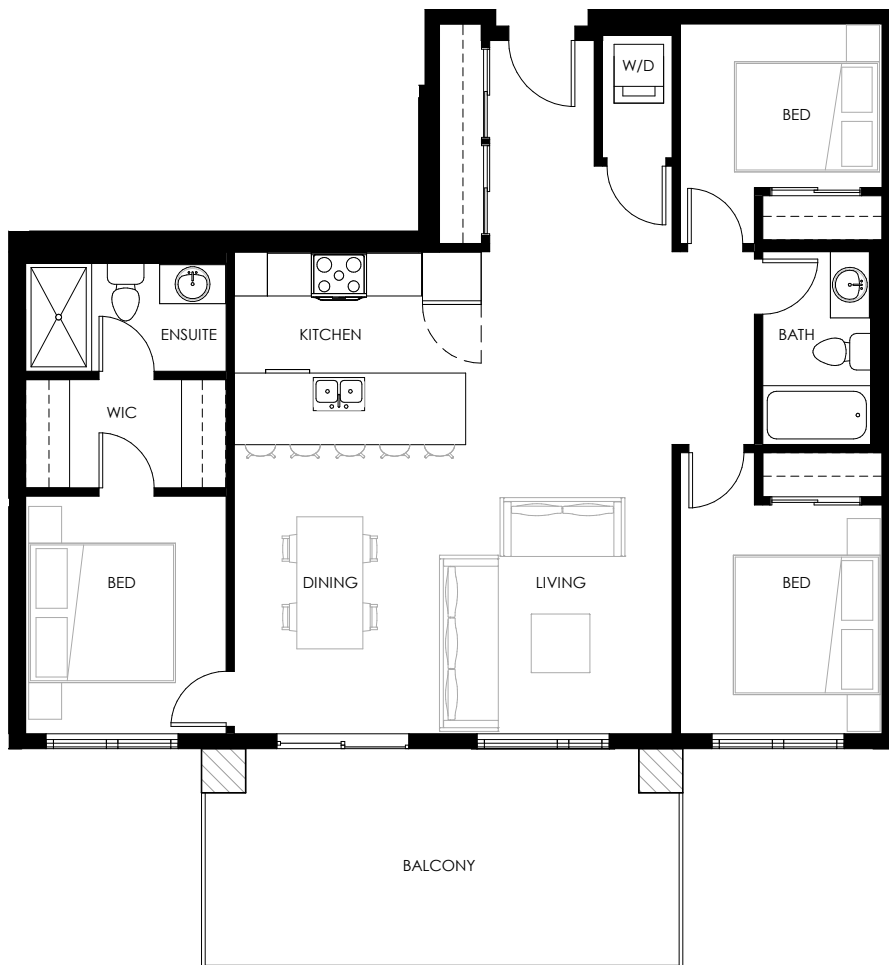 W/D
BED
ENSUITE
KITCHEN
BATH
WIC
BED
DINING
LIVING
BED
BALCONY